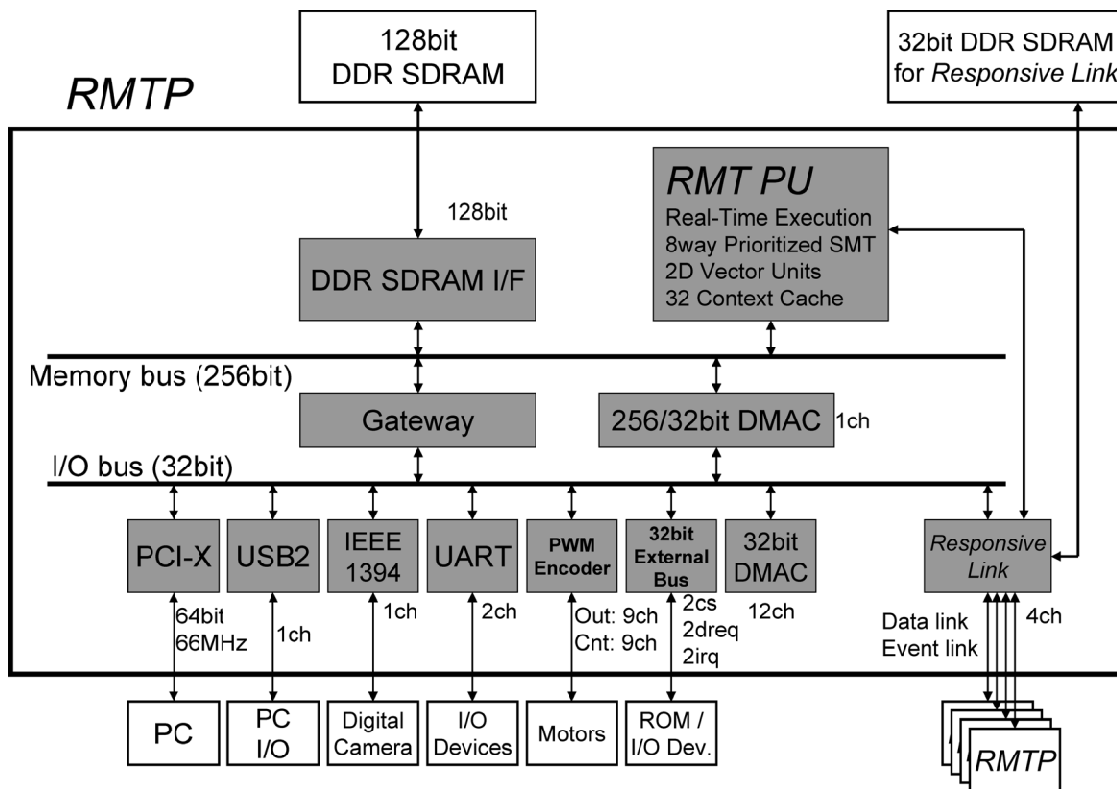 128bit
DDR SDRAM
32bit DDR SDRAM
for Responsive Link
RMTP
128bit
RMT PU
Real-Time Execution
8way Prioritized SMT
2D Vector Units
32 Context Cache
DDR SDRAM I/F
Memory bus (256bit)
Gateway
256/32bit DMAC
1ch
I/O bus (32bit)
PCI-X
USB2
IEEE
1394
UART
PWM
Encoder
32bit
External
Bus
32bit
DMAC
Responsive
Link
64bit
66MHz
1ch
1ch
2ch
Out: 9ch
Cnt: 9ch
2cs
2dreq
2irq
12ch
Data link
Event link
4ch
PC
PC
I/O
Digital
Camera
I/O
Devices
Motors
ROM /
I/O Dev.
RMTP